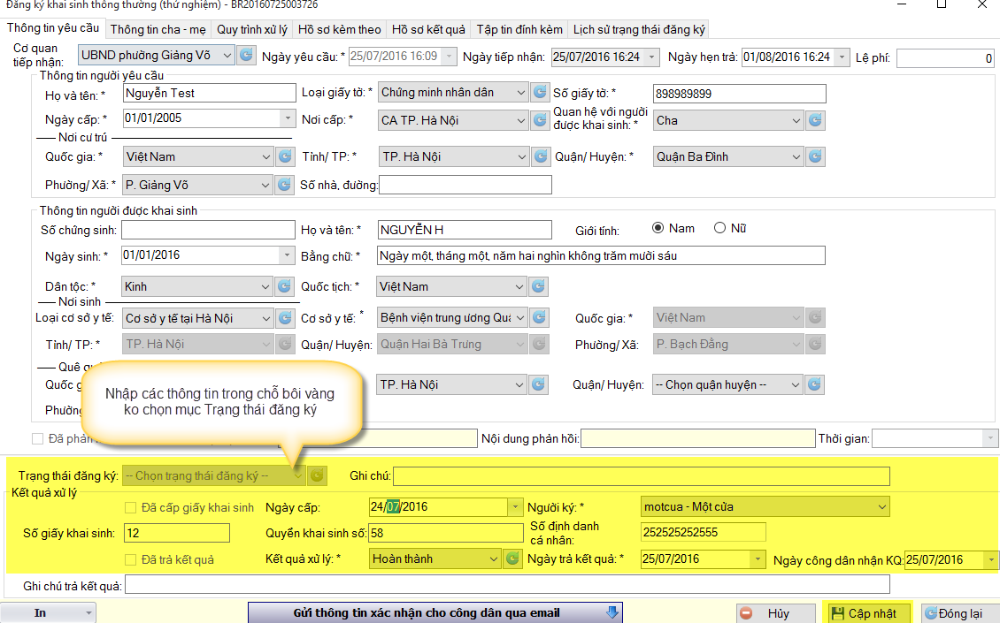 Đăng ký khai sinh thông thường (thử nghiệm) - BR20160725003726
Thông tin yêu cầu Thông tin cha - mẹ Quy trình xử lý Hồ sơ kèm theo Hồ sơ kết quả Tập tin đính kèm Lịch sử trạng thái đăng ký
Cơ quan tiếp nhận: UBND phường Giảng Võ Ngày yêu cầu: * 25/07/2016 16:09 Ngày tiếp nhận: 25/07/2016 16:24 Ngày hẹn trả: 01/08/2016 16:24 Lệ phí: 0
Thông tin người yêu cầu
Họ và tên: * Nguyễn Test Loại giấy tờ: * Chứng minh nhân dân Số giấy tờ: * 898989899
Ngày cấp: * 01/01/2005 Nơi cấp: * CA TP. Hà Nội Quan hệ với người được khai sinh: * Cha
Nơi cư trú
Quốc gia: * Việt Nam Tỉnh/ TP: * TP. Hà Nội Quận/ Huyện: * Quận Ba Đình
Phường/ Xã: * P. Giảng Võ Số nhà, đường:
Thông tin người được khai sinh
Số chứng sinh: Họ và tên: * NGUYỄN H Giới tính: Nam Nữ
Ngày sinh: * 01/01/2016 Bằng chữ: * Ngày một, tháng một, năm hai nghìn không trăm mười sáu
Dân tộc: * Kinh Quốc tịch: * Việt Nam
Nơi sinh
Loại cơ sở y tế: Cơ sở y tế tại Hà Nội Cơ sở y tế: * Bệnh viện trung ương Quâ Quốc gia: * Việt Nam
Tỉnh/ TP: * TP. Hà Nội Quận/ Huyện: Quận Hai Bà Trưng Phường/ Xã: P. Bạch Đằng
Quê
Quốc TP. Hà Nội Quận/ Huyện: -- Chọn quận huyện --
Phường
Nhập các thông tin trong chỗ bôi vàng
ko chọn mục Trạng thái đăng ký
Đã Nội dung phản hồi: Thời gian:
Trạng thái đăng ký: -- Chọn trạng thái đăng ký -- Ghi chú:
Kết quả xử lý
Đã cấp giấy khai sinh Ngày cấp: 24/07/2016 Người ký: * motcua - Một cửa
Số giấy khai sinh: 12 Quyển khai sinh số: 58 Số định danh cá nhân: 252525252555
Đã trả kết quả Kết quả xử lý: * Hoàn thành Ngày trả kết quả: * 25/07/2016 Ngày công dân nhận KQ: 25/07/2016
Ghi chú trả kết quả:
In Gửi thông tin xác nhận cho công dân qua email Hủy Cập nhật Đóng lại